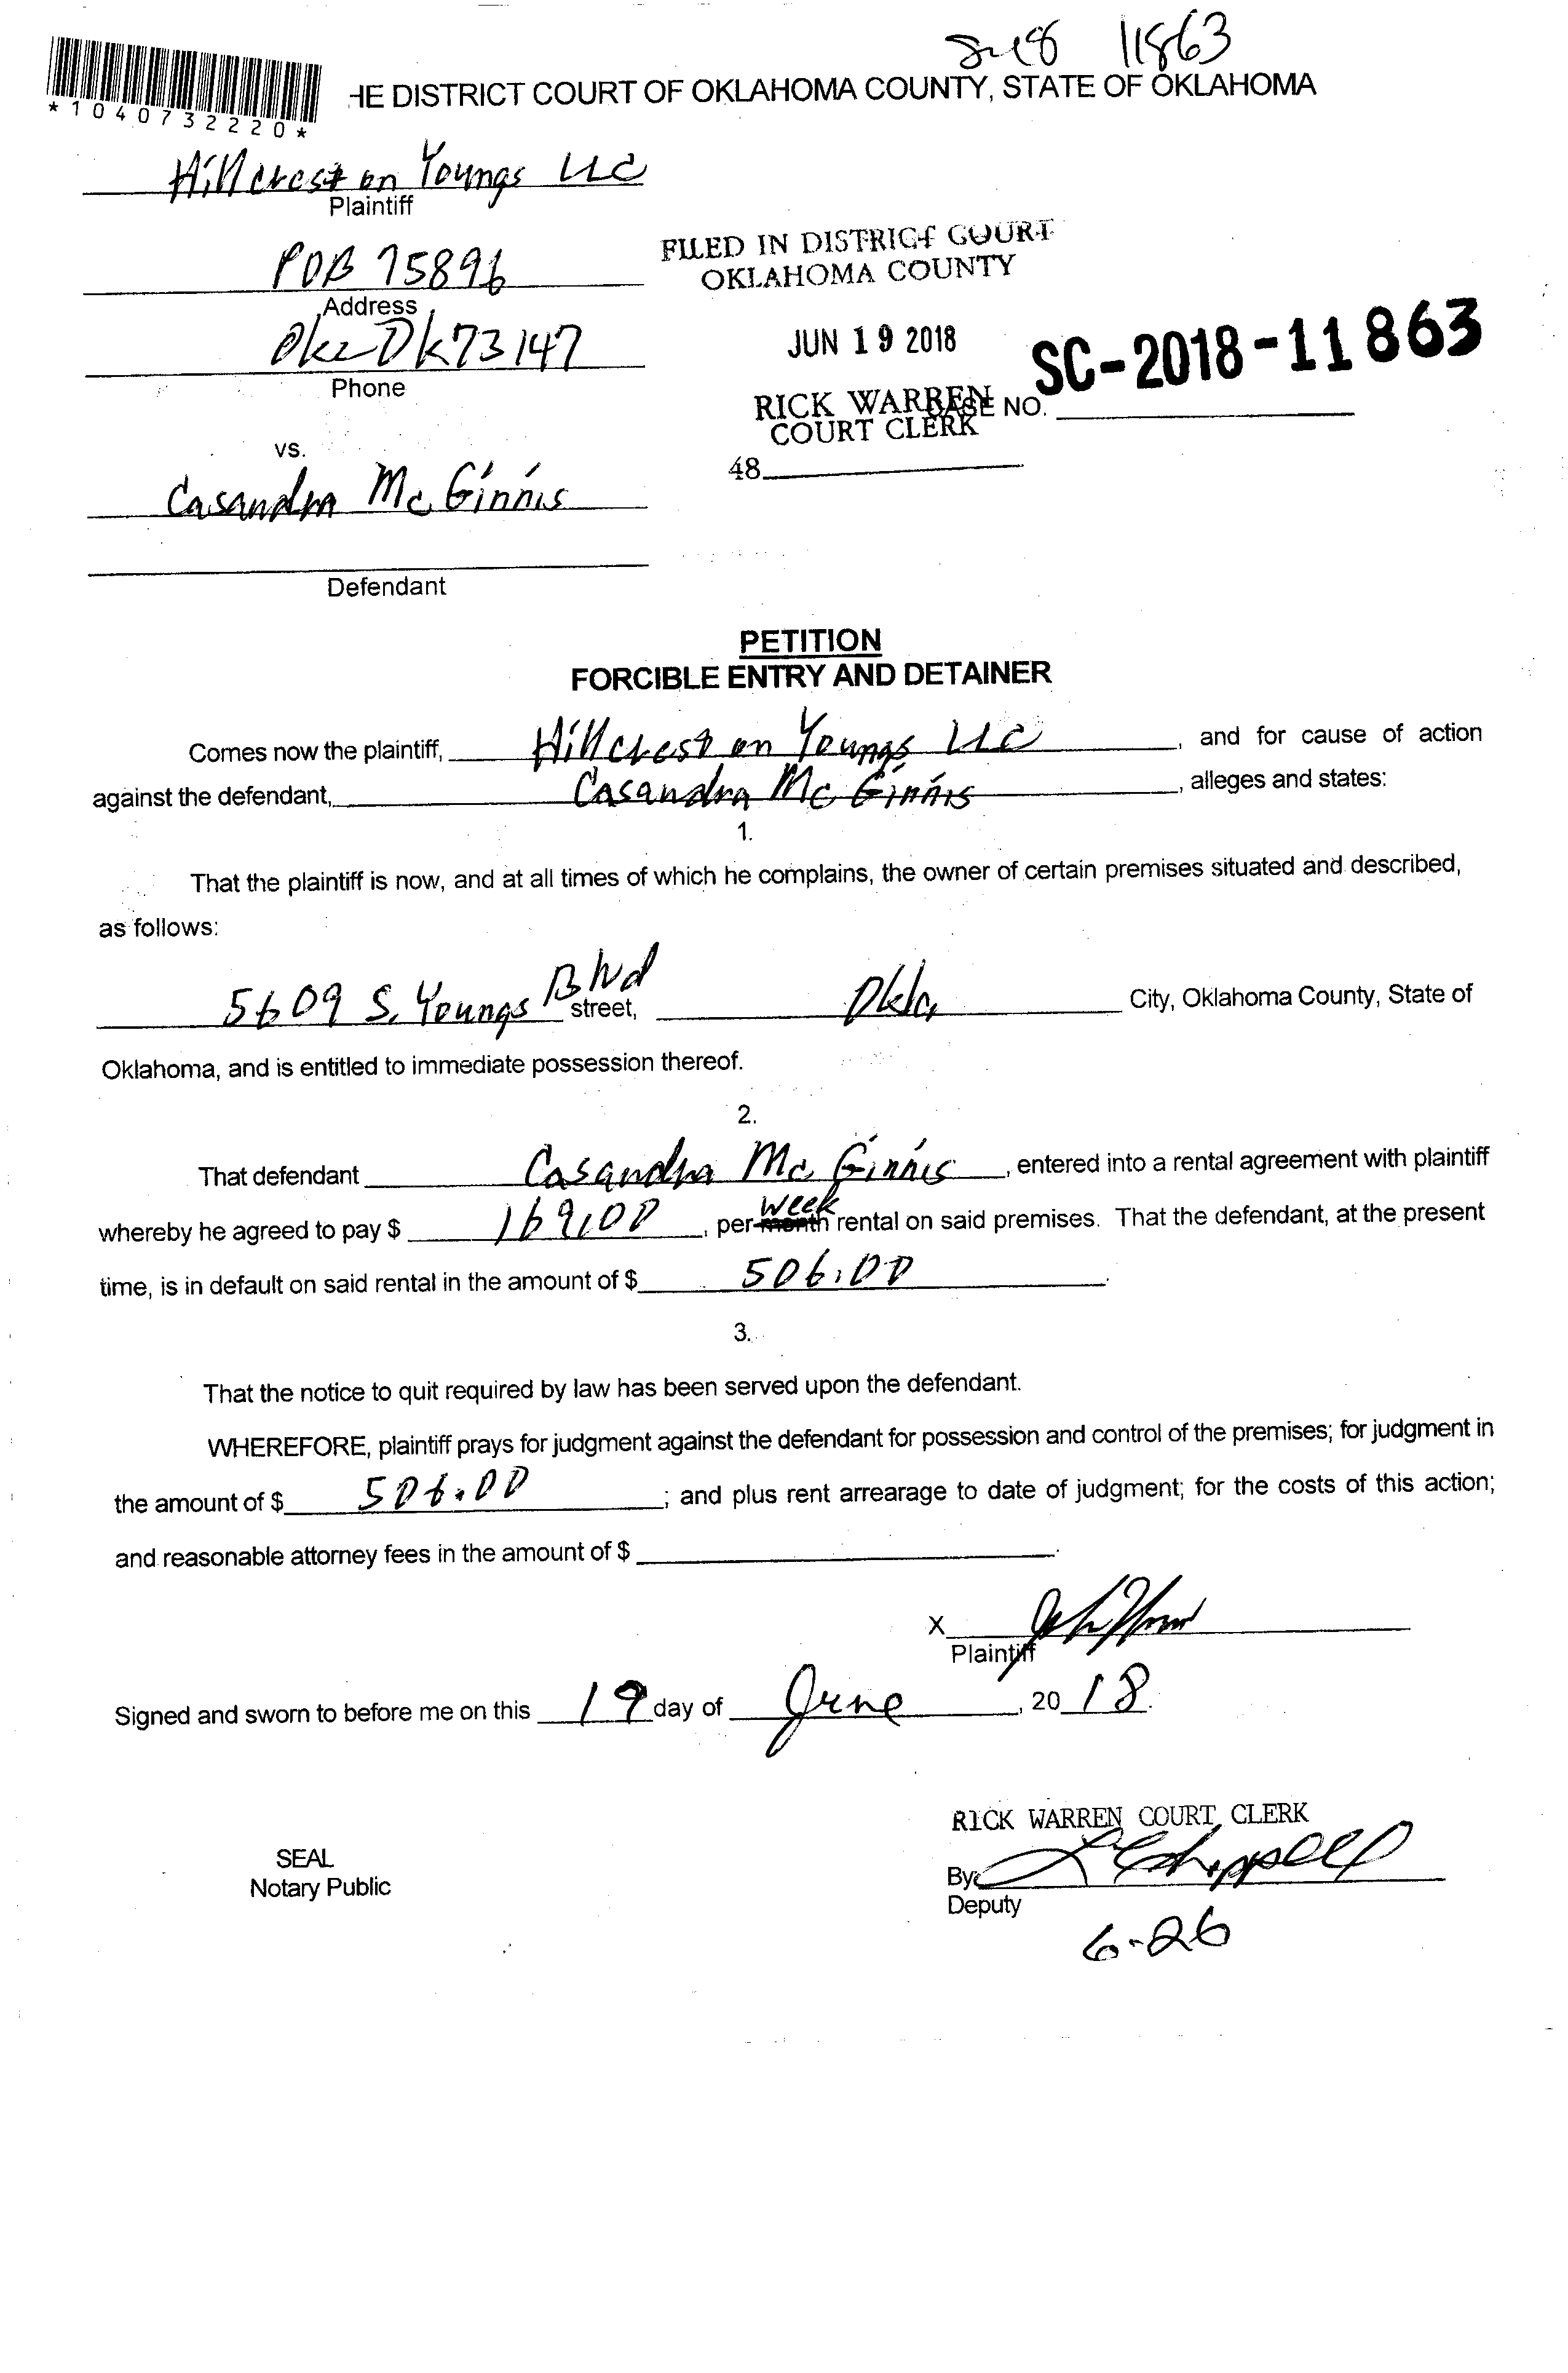 S-18 11863
HE DISTRICT COURT OF OKLAHOMA COUNTY, STATE OF OKLAHOMA
*1040732220*
Hillcrest on Youngs LLC
Plaintiff
POB 75896
Address
Okc Ok 73147
Phone
FILED IN DISTRICT COURT
OKLAHOMA COUNTY
JUN 19 2018
RICK WARREN
COURT CLERK
SC-2018-11863
CASE NO.
48
vs.
Casandra Mc Ginnis
Defendant
PETITION
FORCIBLE ENTRY AND DETAINER
Comes now the plaintiff, Hillcrest on Youngs LLC, and for cause of action
against the defendant, Casandra Mc Ginnis, alleges and states:
1.
That the plaintiff is now, and at all times of which he complains, the owner of certain premises situated and described,
as follows:
5609 S. Youngs Blvd street, Okla, City, Oklahoma County, State of
Oklahoma, and is entitled to immediate possession thereof.
2.
That defendant Casandra Mc Ginnis, entered into a rental agreement with plaintiff
whereby he agreed to pay $ 169.00, per month week rental on said premises. That the defendant, at the present
time, is in default on said rental in the amount of $ 506.00.
3.
That the notice to quit required by law has been served upon the defendant.
WHEREFORE, plaintiff prays for judgment against the defendant for possession and control of the premises; for judgment in
the amount of $ 506.00; and plus rent arrearage to date of judgment; for the costs of this action;
and reasonable attorney fees in the amount of $ .
X
Plaintiff
Signed and sworn to before me on this 19 day of June, 20 18.
RICK WARREN COURT CLERK
SEAL
Notary Public
By: L Chappell
Deputy
6-26